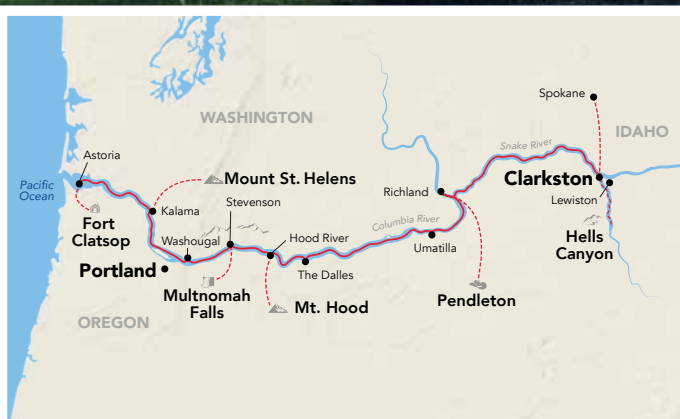 Spokane
WASHINGTON
IDAHO
Snake River
Astoria
Pacific
Ocean
Mount St. Helens
Clarkston
Richland
Lewiston
Stevenson
Kalama
Columbia River
Fort
Clatsop
Washougal
Hood River
Umatilla
Hells
Canyon
Portland
The Dalles
Multnomah
Falls
Mt. Hood
Pendleton
OREGON